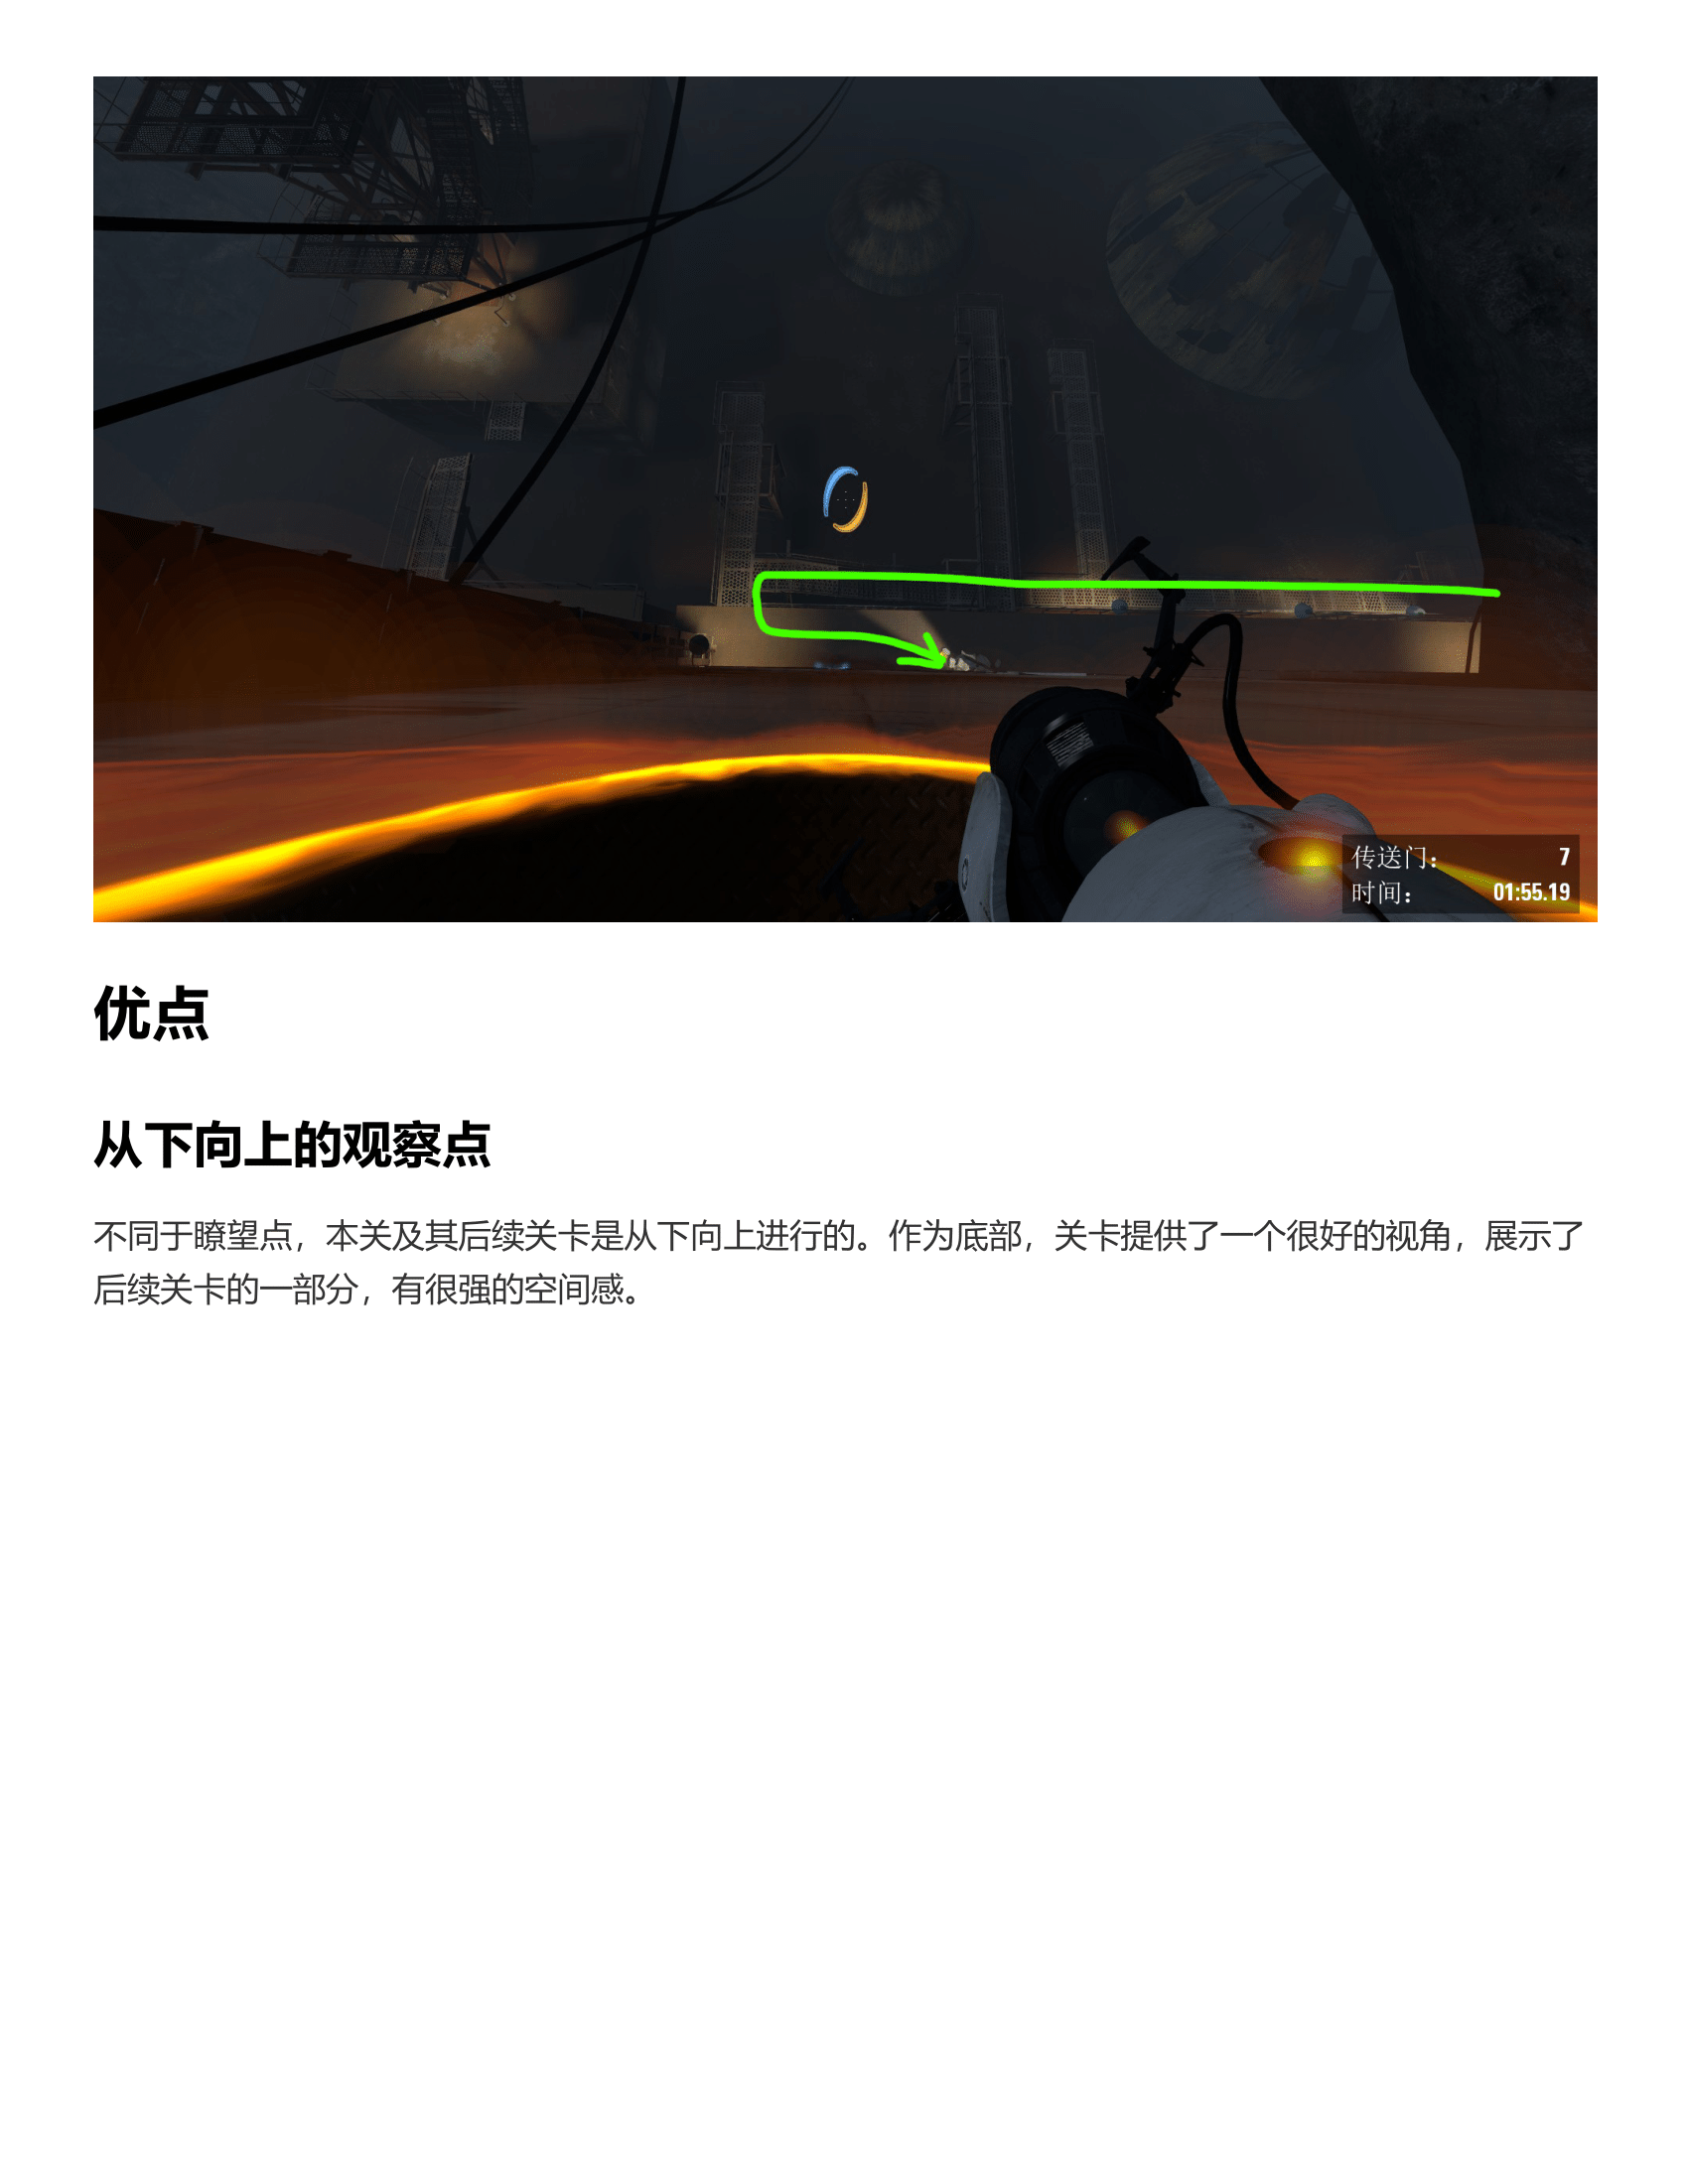 传送门： 7
时间： 01:55.19
优点
从下向上的观察点
不同于瞭望点，本关及其后续关卡是从下向上进行的。作为底部，关卡提供了一个很好的视角，展示了
后续关卡的一部分，有很强的空间感。